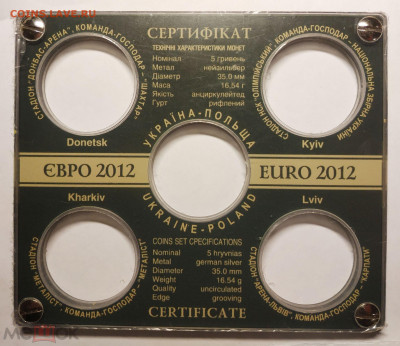 COINS.LAVE.RU
СЕРТИФІКАТ
ТЕХНІЧНІ ХАРАКТЕРИСТИКИ МОНЕТ
Номінал 5 гривень
Метал нейзильбер
Діаметр 35.0 мм
Маса 16,54 г
Якість анциркулейтед
Гурт рифлений
СТАДІОН "ДОНБАС-АРЕНА", КОМАНДА-ГОСПОДАР - "ШАХТАР"
СТАДІОН НСК "ОЛІМПІЙСЬКИЙ", КОМАНДА-ГОСПОДАР - НАЦІОНАЛЬНА ЗБІРНА УКРАЇНИ
Donetsk
Kyiv
УКРАЇНА-ПОЛЬЩА
ЄВРО 2012
EURO 2012
UKRAINE-POLAND
Kharkiv
Lviv
СТАДІОН "МЕТАЛІСТ", КОМАНДА-ГОСПОДАР - "МЕТАЛІСТ"
СТАДІОН "АРЕНА-ЛЬВІВ", КОМАНДА-ГОСПОДАР - "КАРПАТИ"
COINS SET CPECIFICATIONS
Nominal 5 hryvnias
Metal german silver
Diameter 35.0 mm
Weight 16.54 g
Quality uncirculated
Edge grooving
CERTIFICATE